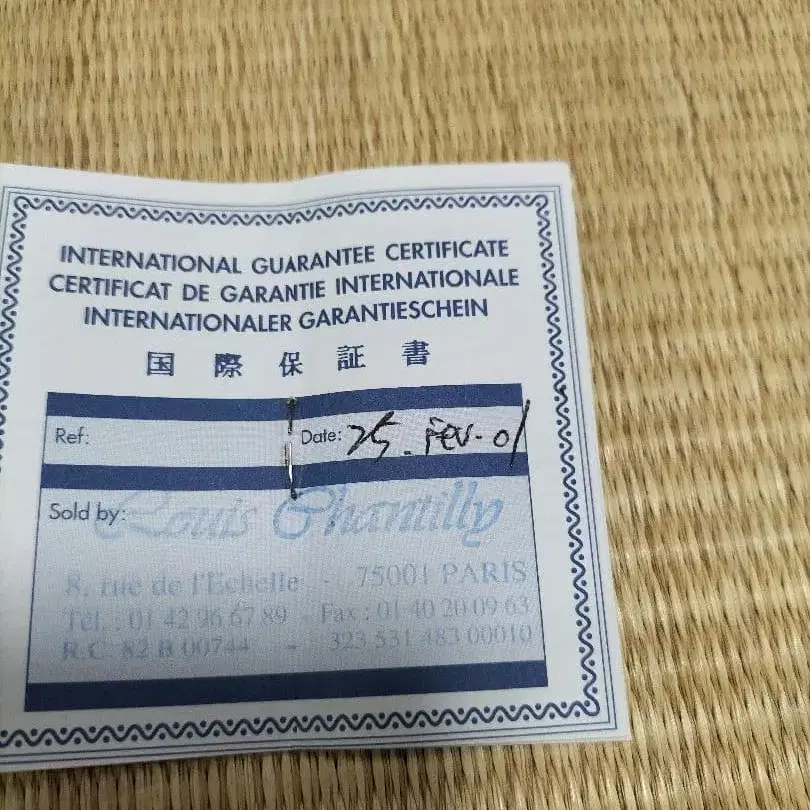 INTERNATIONAL GUARANTEE CERTIFICATE
CERTIFICAT DE GARANTIE INTERNATIONALE
INTERNATIONALER GARANTIESCHEIN
国際保証書
Ref:
Date: 25. Fev-01
Sold by: Louis Chantilly
8, rue de l'Echelle - 75001 PARIS
Tél. : 01 42 96 67 89 - Fax : 01 40 20 09 63
R.C. 82 B 00744 - 323 531 483 00010